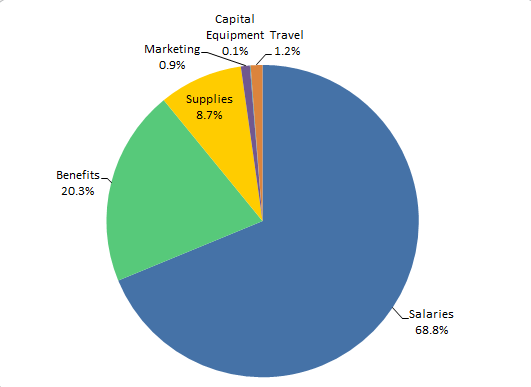 Capital
Equipment
0.1%
Travel
1.2%
Marketing
0.9%
Supplies
8.7%
Benefits
20.3%
Salaries
68.8%